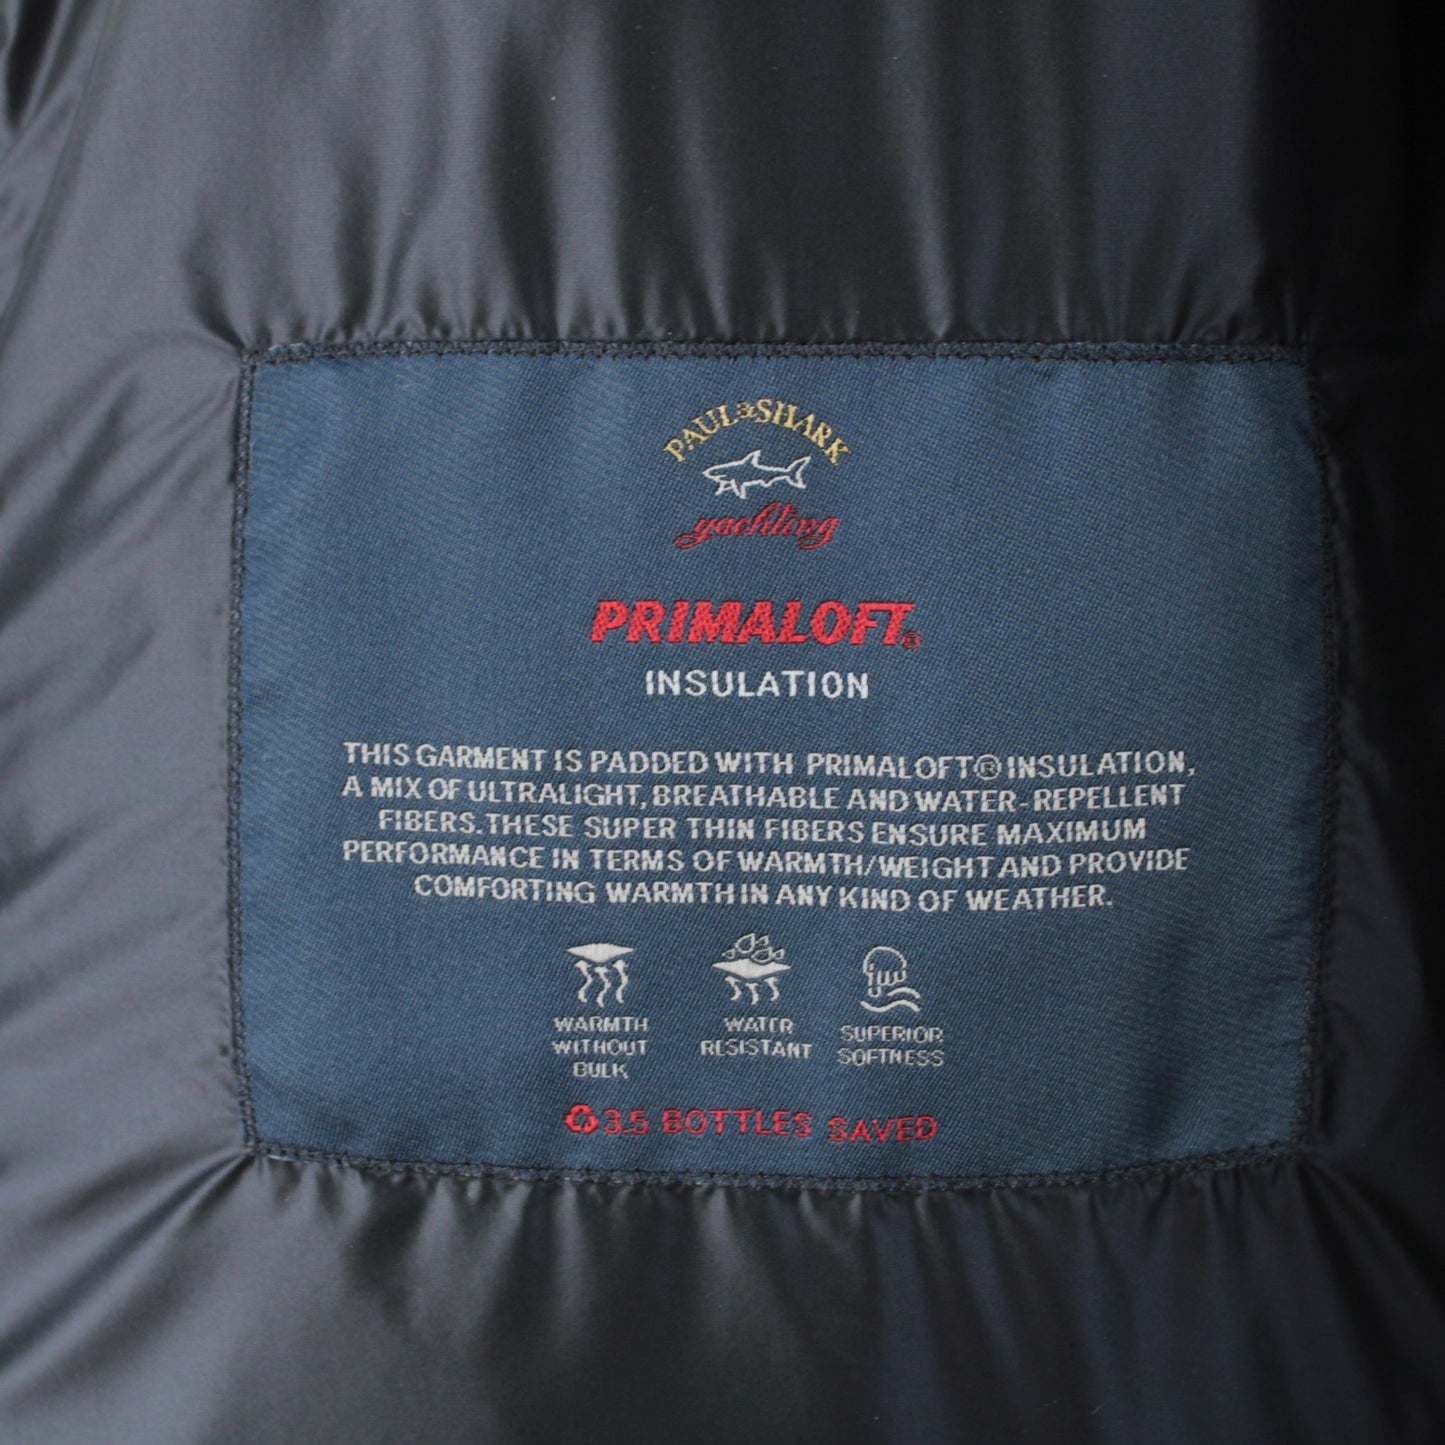 PAUL&SHARK
yachting
PRIMALOFT®
INSULATION
THIS GARMENT IS PADDED WITH PRIMALOFT® INSULATION,
A MIX OF ULTRALIGHT, BREATHABLE AND WATER-REPELLENT
FIBERS. THESE SUPER THIN FIBERS ENSURE MAXIMUM
PERFORMANCE IN TERMS OF WARMTH/WEIGHT AND PROVIDE
COMFORTING WARMTH IN ANY KIND OF WEATHER.
WARMTH
WITHOUT
BULK
WATER
RESISTANT
SUPERIOR
SOFTNESS
3.5 BOTTLES SAVED